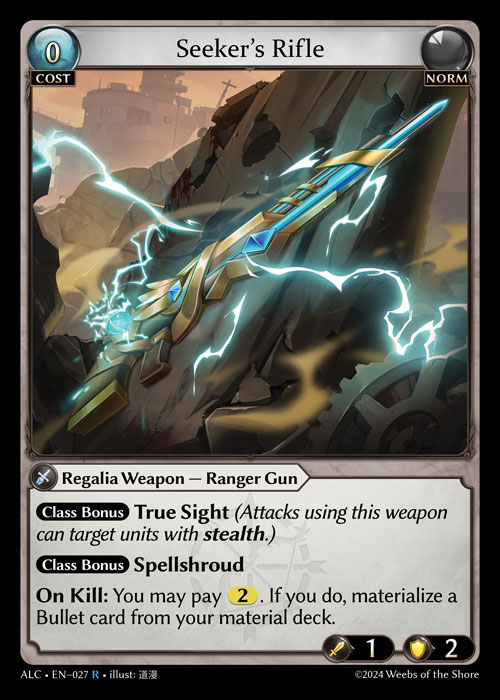 0
Seeker's Rifle
COST
NORM
Regalia Weapon — Ranger Gun
Class Bonus True Sight (Attacks using this weapon
can target units with stealth.)
Class Bonus Spellshroud
On Kill: You may pay 2. If you do, materialize a
Bullet card from your material deck.
1 2
ALC • EN-027 R • illust: 道漫 ©2024 Weebs of the Shore